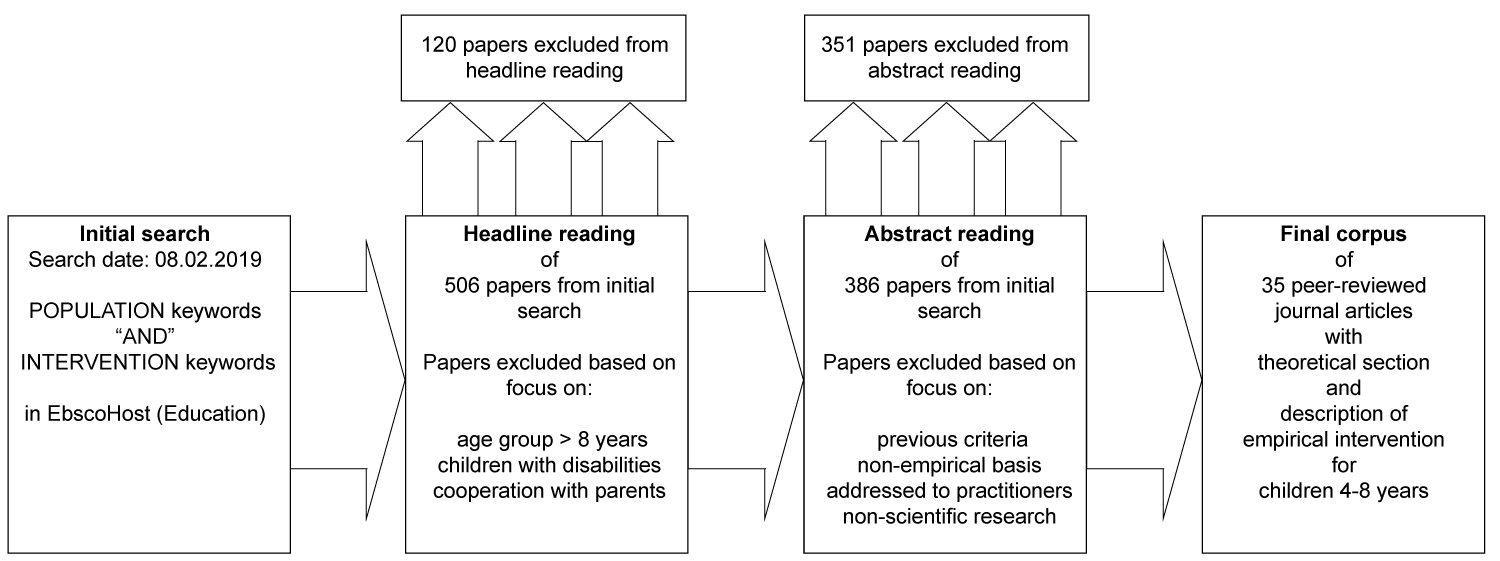 120 papers excluded from
headline reading
351 papers excluded from
abstract reading
Initial search
Search date: 08.02.2019
POPULATION keywords
“AND”
INTERVENTION keywords
in EbscoHost (Education)
Headline reading
of
506 papers from initial
search
Papers excluded based on
focus on:
age group > 8 years
children with disabilities
cooperation with parents
Abstract reading
of
386 papers from initial
search
Papers excluded based on
focus on:
previous criteria
non-empirical basis
addressed to practitioners
non-scientific research
Final corpus
of
35 peer-reviewed
journal articles
with
theoretical section
and
description of
empirical intervention
for
children 4-8 years